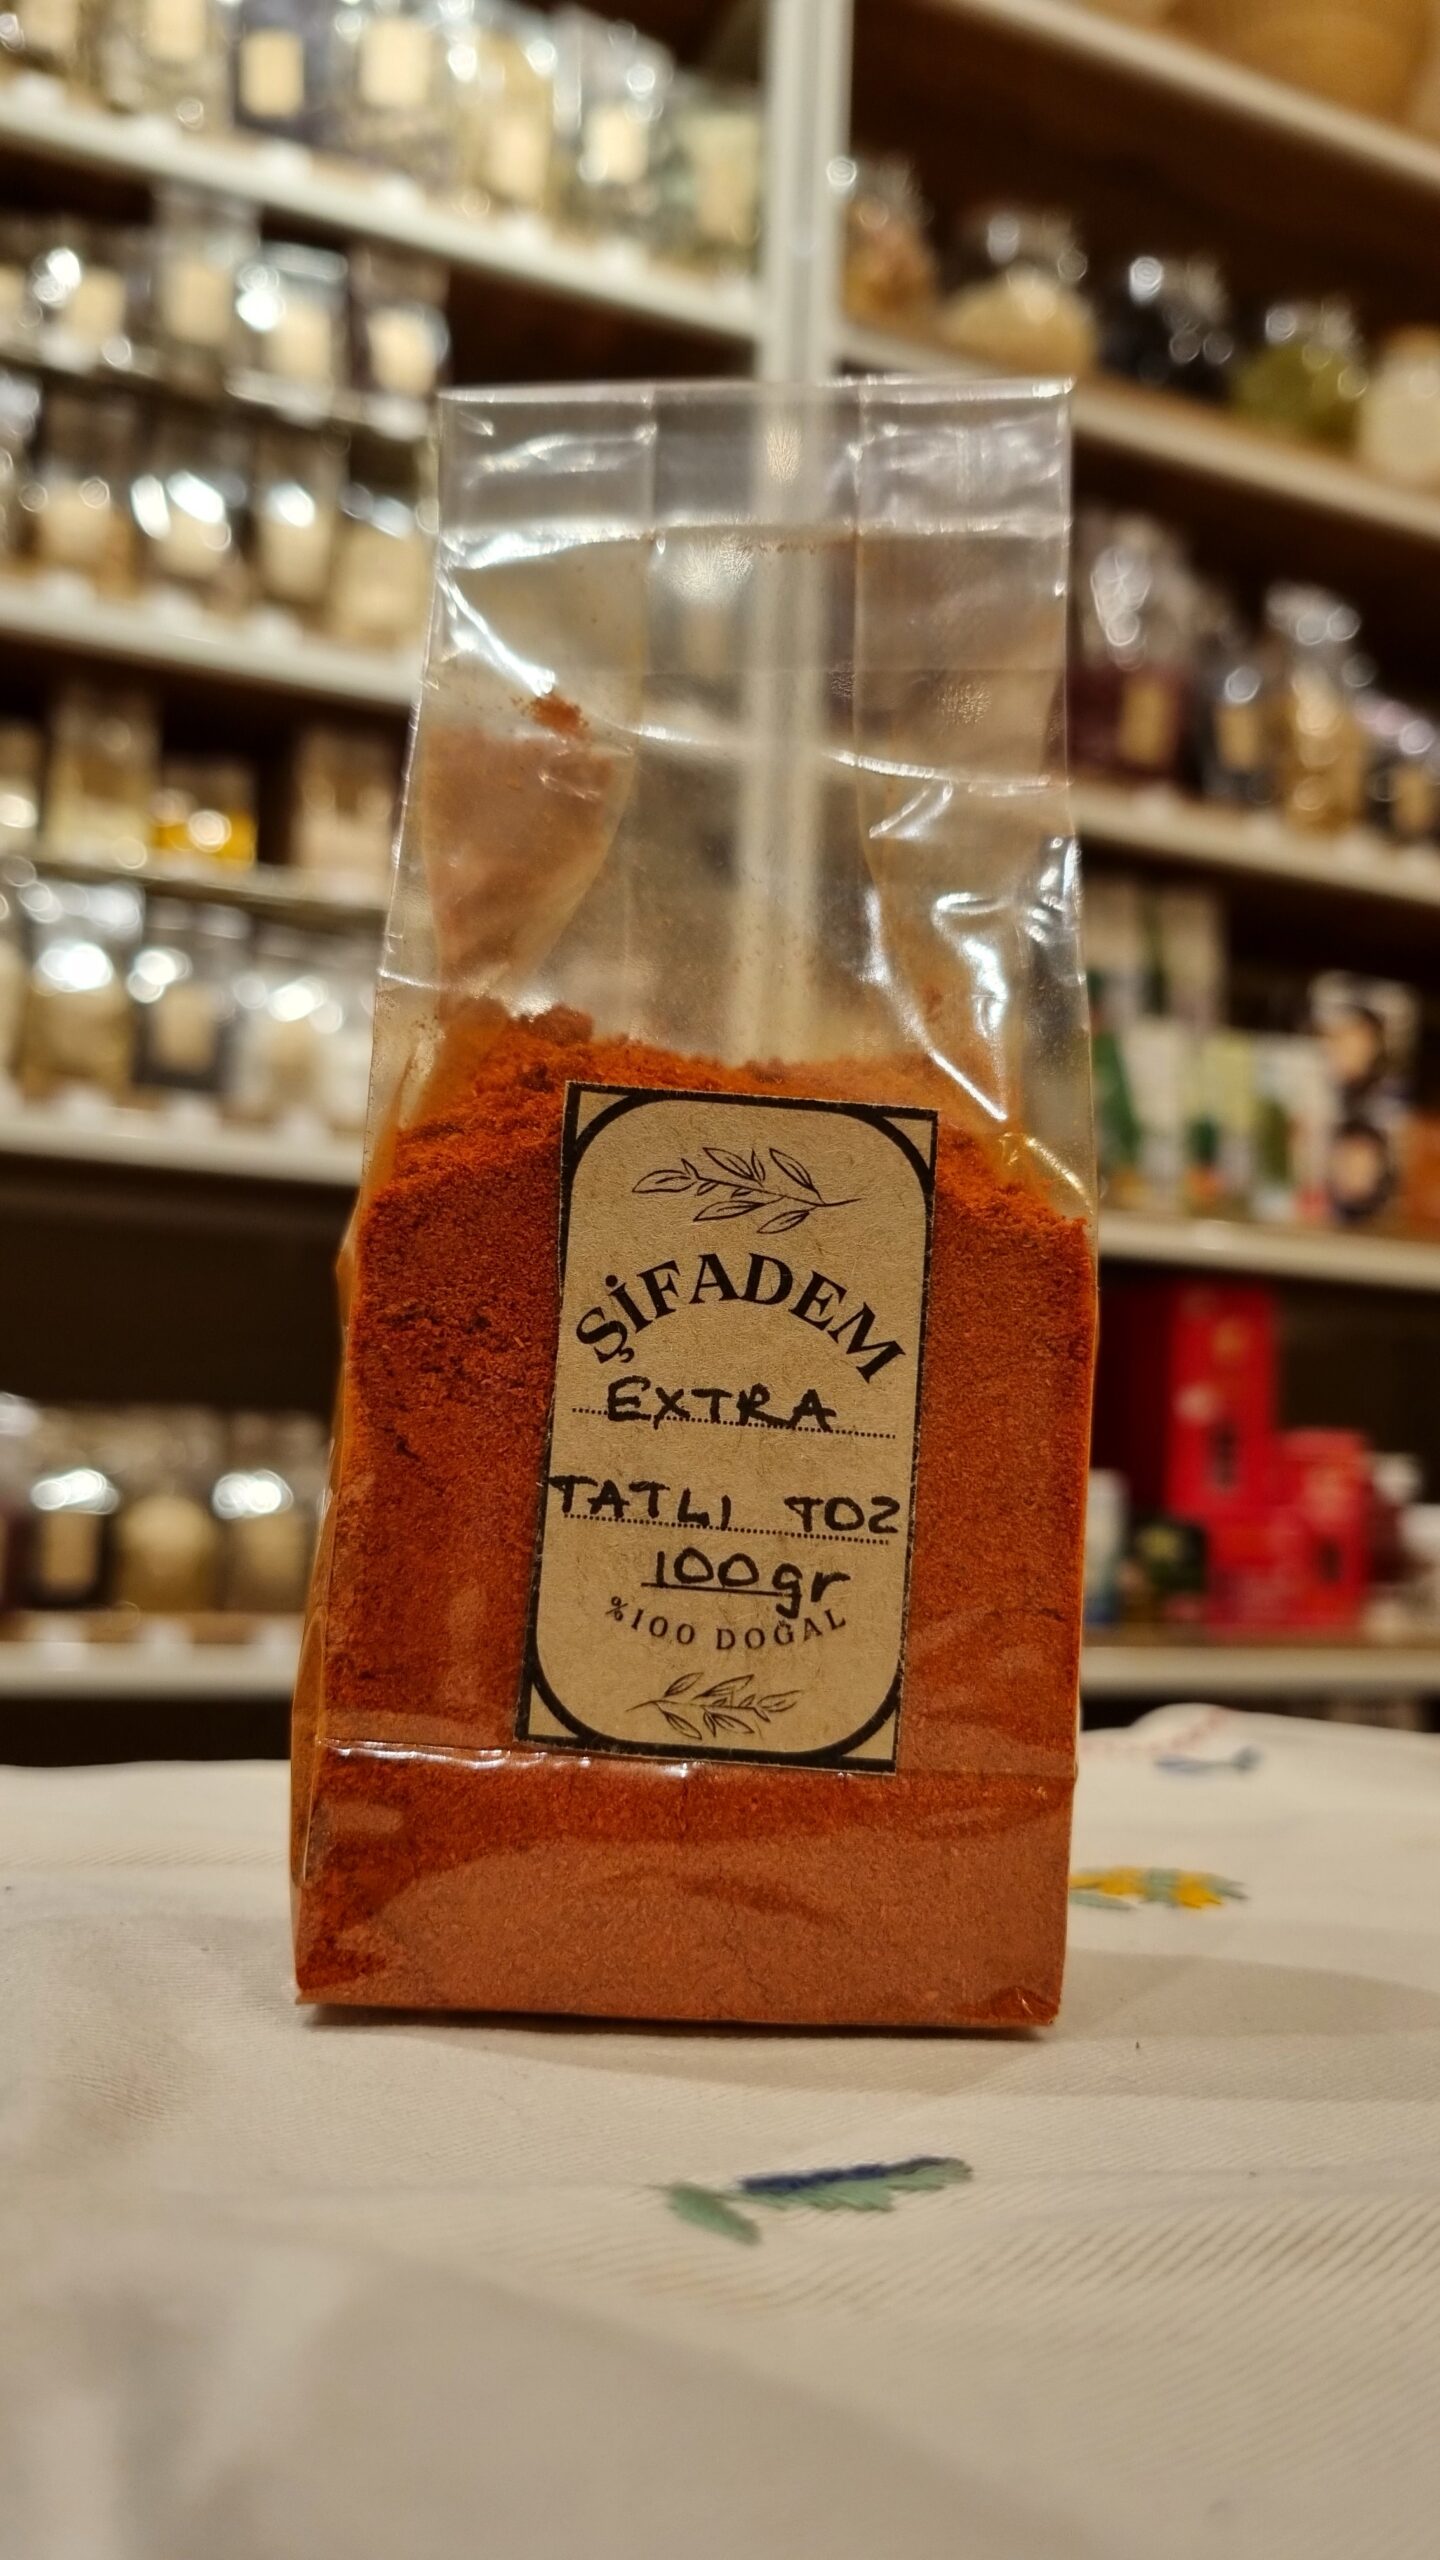 ŞİFADEM
EXTRA
TATLI TOZ
100gr
%100 DOĞAL